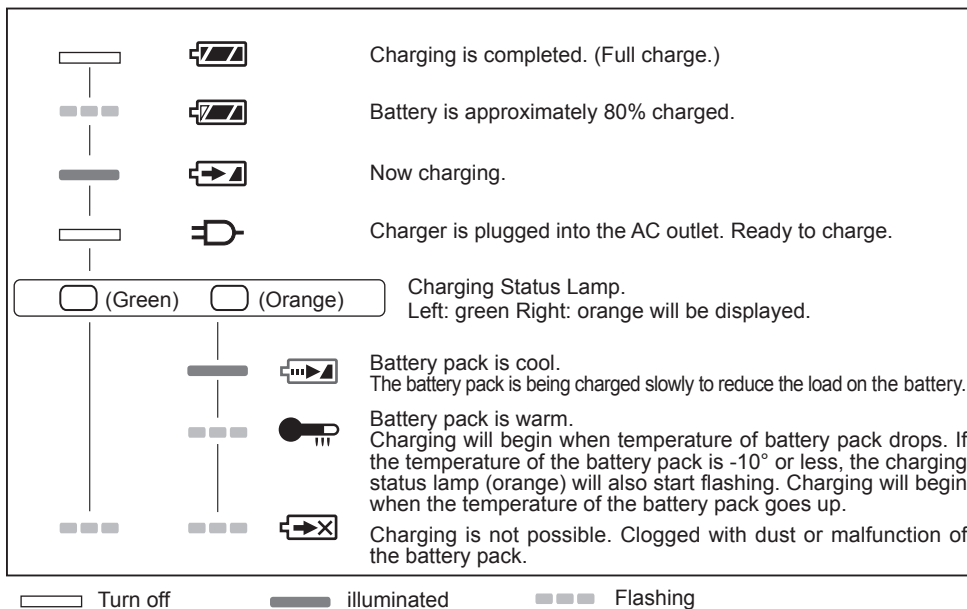 Charging is completed. (Full charge.)
Battery is approximately 80% charged.
Now charging.
Charger is plugged into the AC outlet. Ready to charge.
(Green) (Orange)
Charging Status Lamp.
Left: green Right: orange will be displayed.
Battery pack is cool.
The battery pack is being charged slowly to reduce the load on the battery.
Battery pack is warm.
Charging will begin when temperature of battery pack drops. If
the temperature of the battery pack is -10° or less, the charging
status lamp (orange) will also start flashing. Charging will begin
when the temperature of the battery pack goes up.
Charging is not possible. Clogged with dust or malfunction of
the battery pack.
Turn off illuminated Flashing